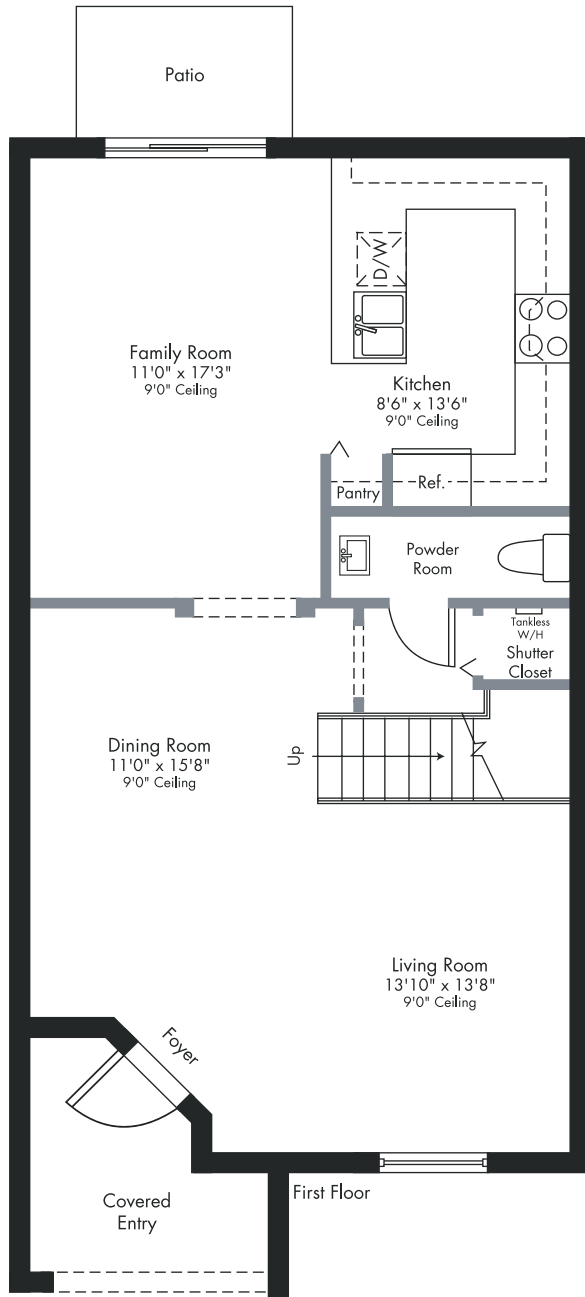 Patio
D/W
Family Room
11'0" x 17'3"
9'0" Ceiling
Kitchen
8'6" x 13'6"
9'0" Ceiling
Pantry
Ref.
Powder
Room
Tankless
W/H
Shutter
Closet
Dining Room
11'0" x 15'8"
9'0" Ceiling
Up
Living Room
13'10" x 13'8"
9'0" Ceiling
Foyer
Covered
Entry
First Floor